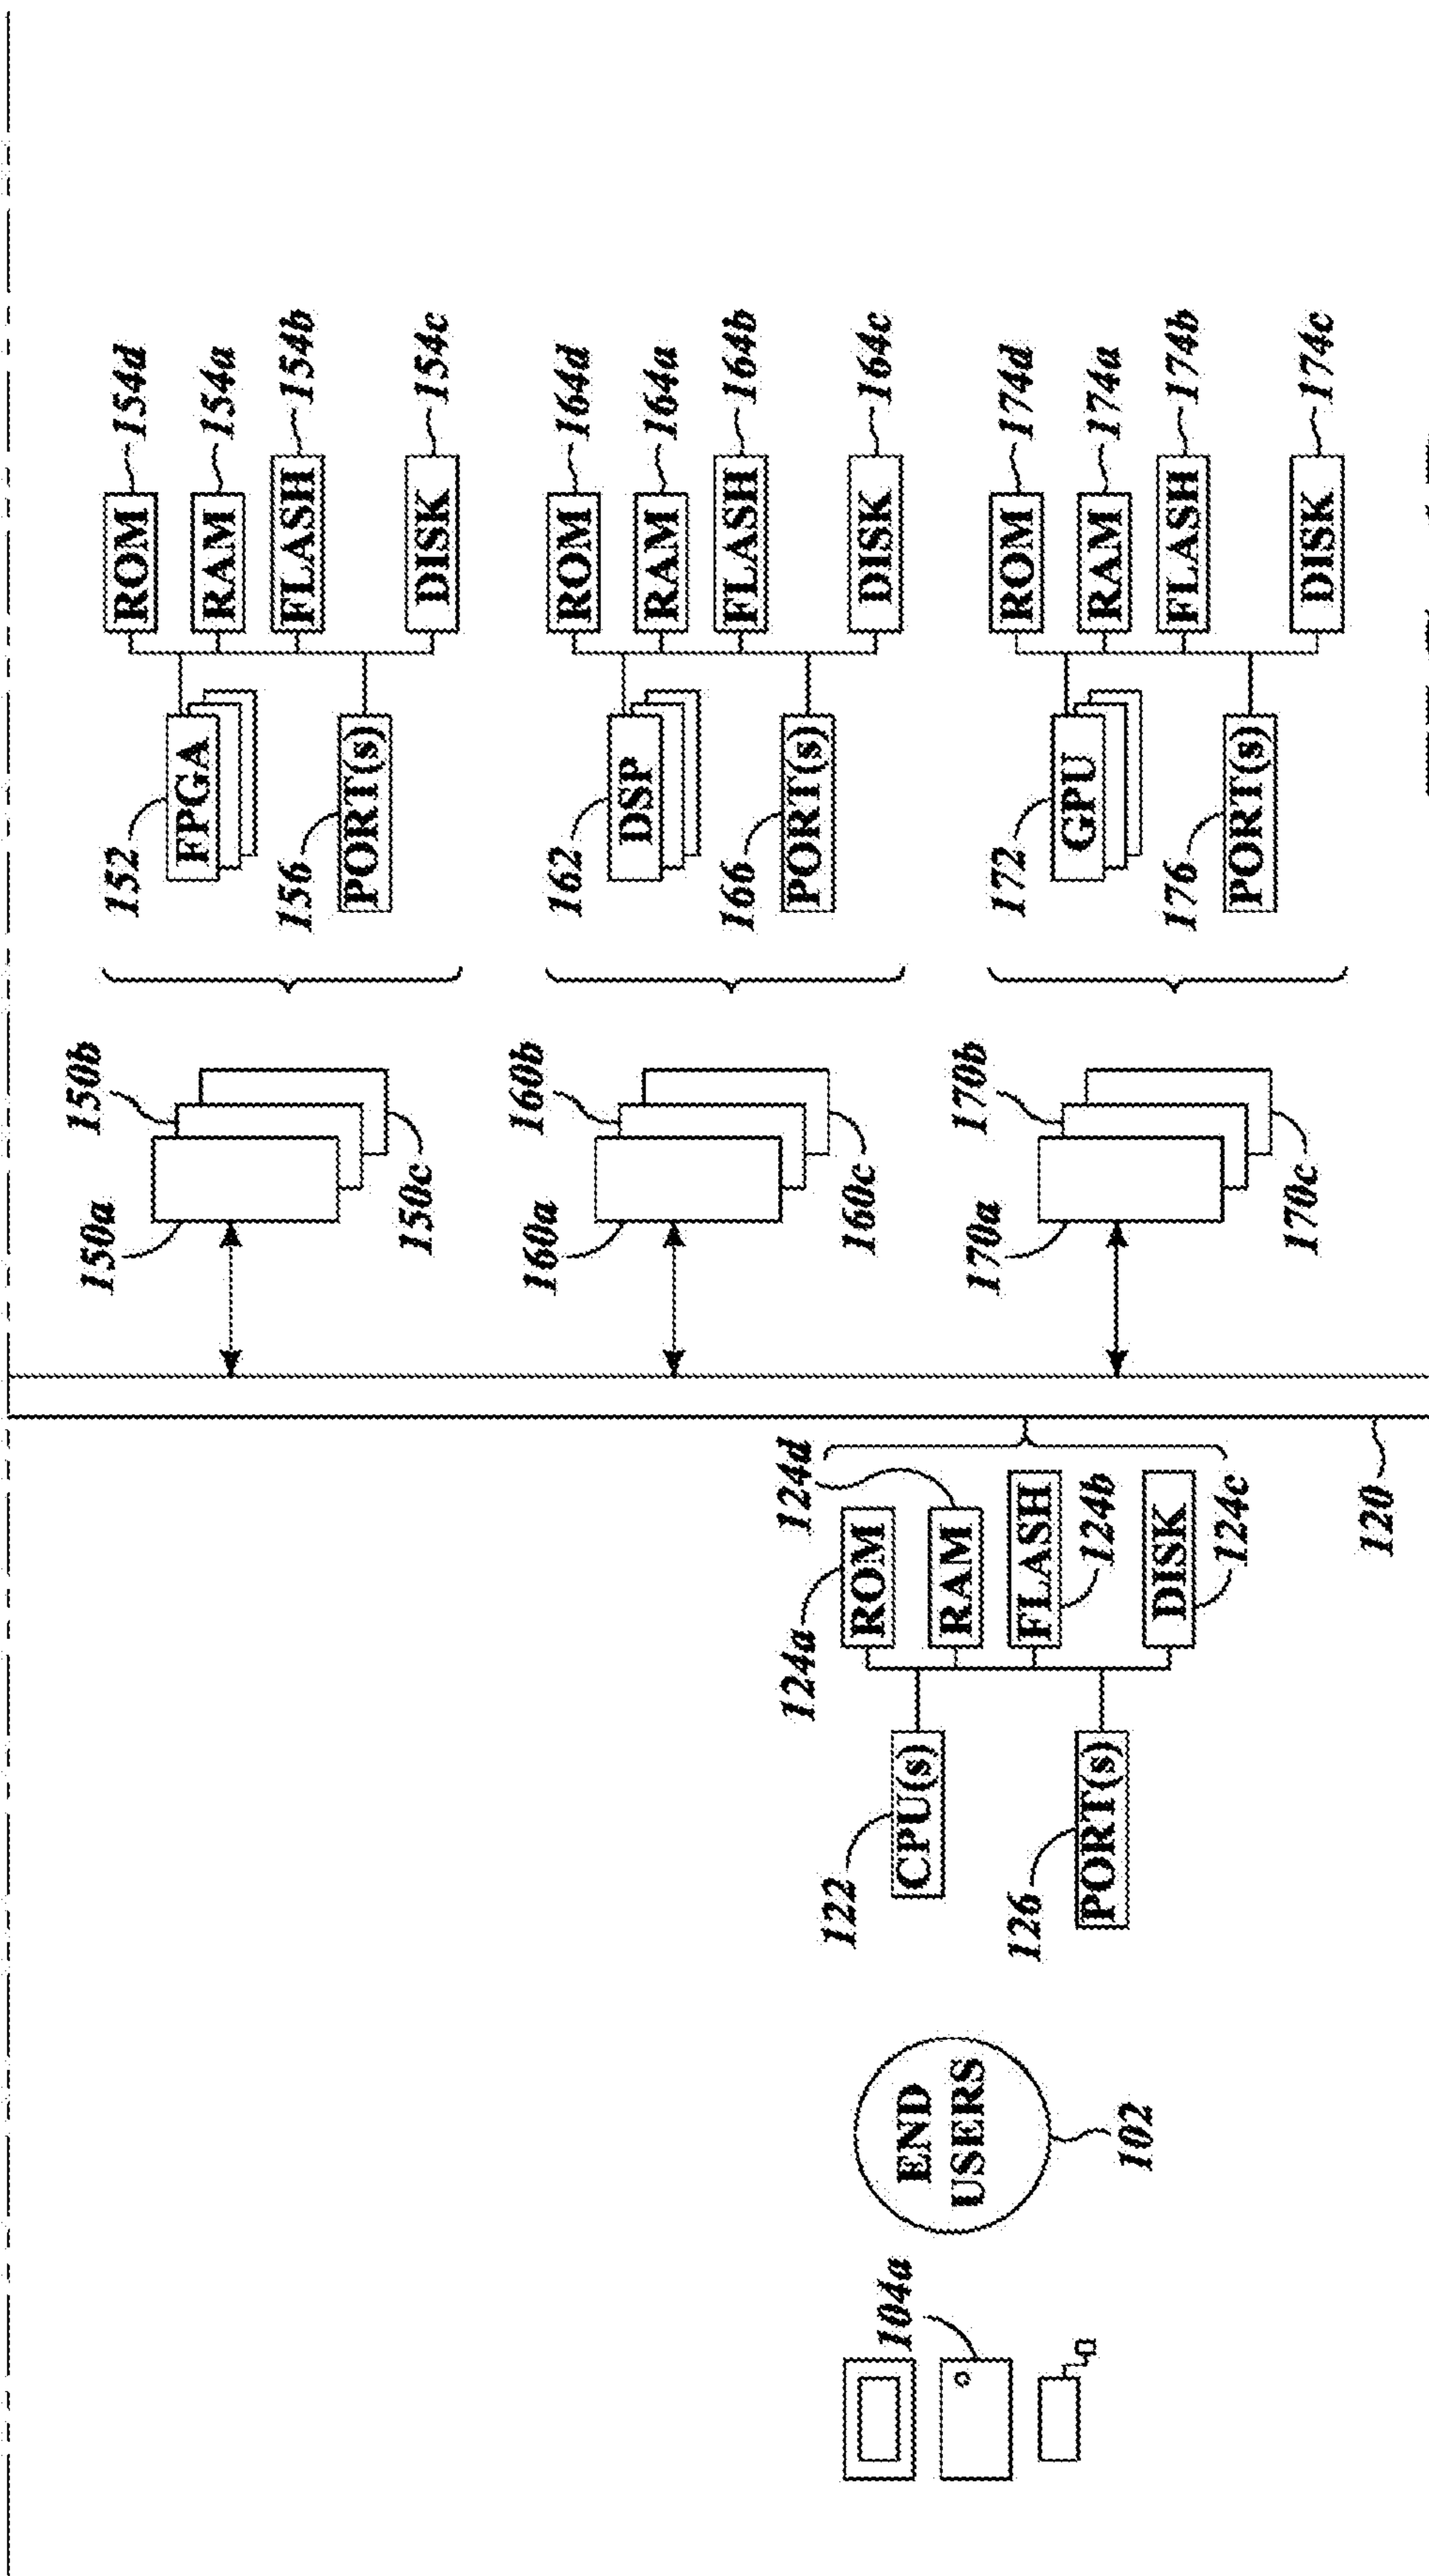 150b
150a
150c
152
FPGA
156
PORT(s)
ROM
154d
RAM
154a
FLASH
154b
DISK
154c
160b
160a
160c
162
DSP
166
PORT(s)
ROM
164d
RAM
164a
FLASH
164b
DISK
164c
104a
END
USERS
102
122
CPU(s)
126
PORT(s)
124a
124d
ROM
RAM
FLASH
124b
DISK
124c
120
170b
170a
170c
172
GPU
176
PORT(s)
ROM
174d
RAM
174a
FLASH
174b
DISK
174c